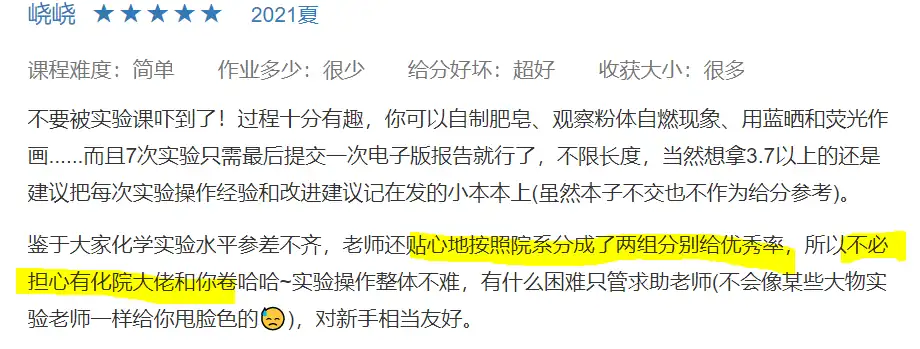 峣峣 ★★★★★ 2021夏
课程难度：简单 作业多少：很少 给分好坏：超好 收获大小：很多
不要被实验课吓到了！过程十分有趣，你可以自制肥皂、观察粉体自燃现象、用蓝晒和荧光作
画......而且7次实验只需最后提交一次电子版报告就行了，不限长度，当然想拿3.7以上的还是
建议把每次实验操作经验和改进建议记在发的小本本上(虽然本子不交也不作为给分参考)。
鉴于大家化学实验水平参差不齐，老师还贴心地按照院系分成了两组分别给优秀率，所以不必
担心有化院大佬和你卷哈哈~实验操作整体不难，有什么困难只管求助老师(不会像某些大物实
验老师一样给你甩脸色的😓)，对新手相当友好。